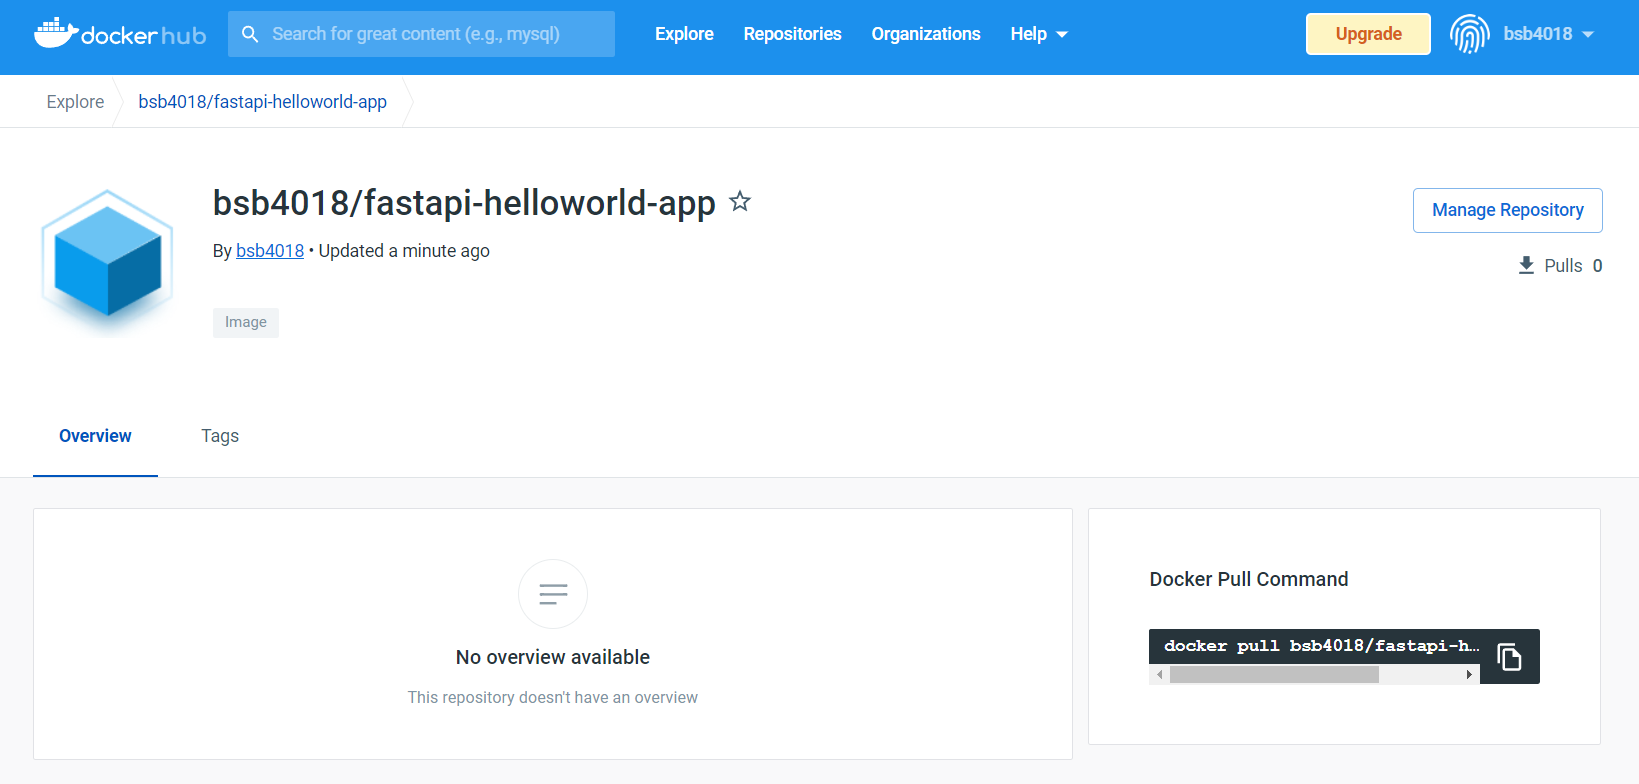 docker hub
Search for great content (e.g., mysql)
Explore
Repositories
Organizations
Help
Upgrade
bsb4018
Explore
bsb4018/fastapi-helloworld-app
bsb4018/fastapi-helloworld-app
Manage Repository
By bsb4018 • Updated a minute ago
Pulls 0
Image
Overview
Tags
Docker Pull Command
docker pull bsb4018/fastapi-h…
No overview available
This repository doesn't have an overview